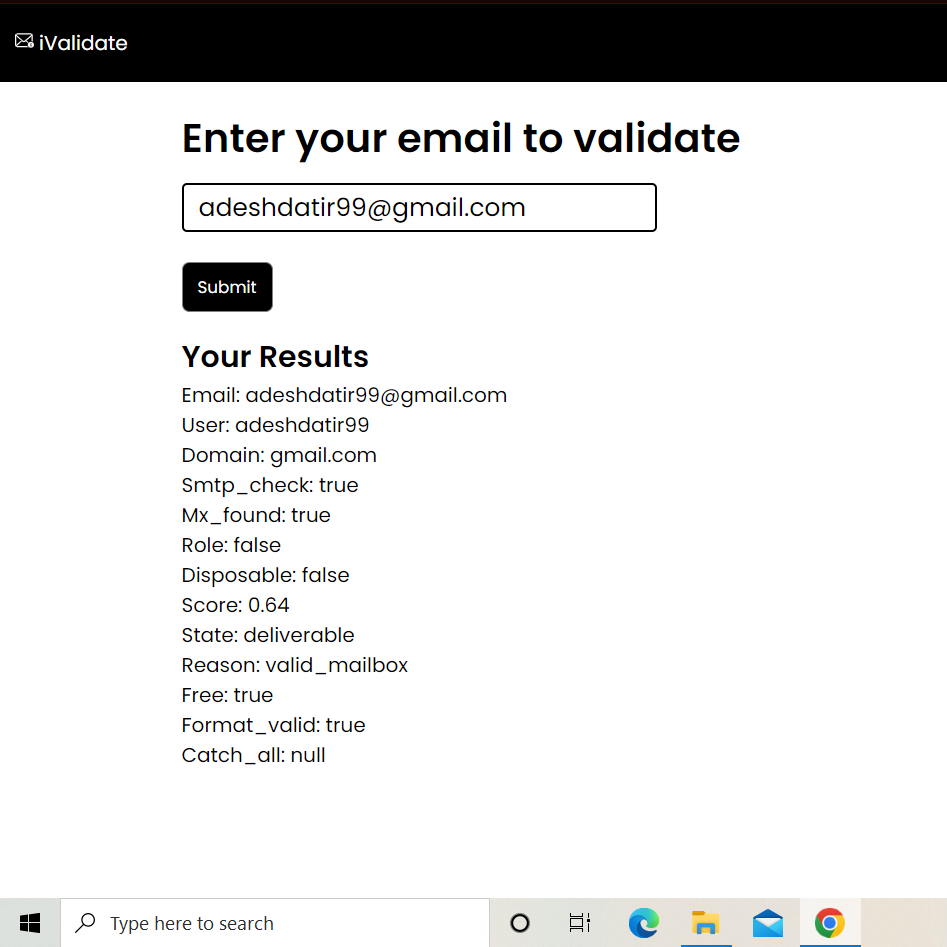 iValidate
Enter your email to validate
adeshdatir99@gmail.com
Submit
Your Results
Email: adeshdatir99@gmail.com
User: adeshdatir99
Domain: gmail.com
Smtp_check: true
Mx_found: true
Role: false
Disposable: false
Score: 0.64
State: deliverable
Reason: valid_mailbox
Free: true
Format_valid: true
Catch_all: null
Type here to search